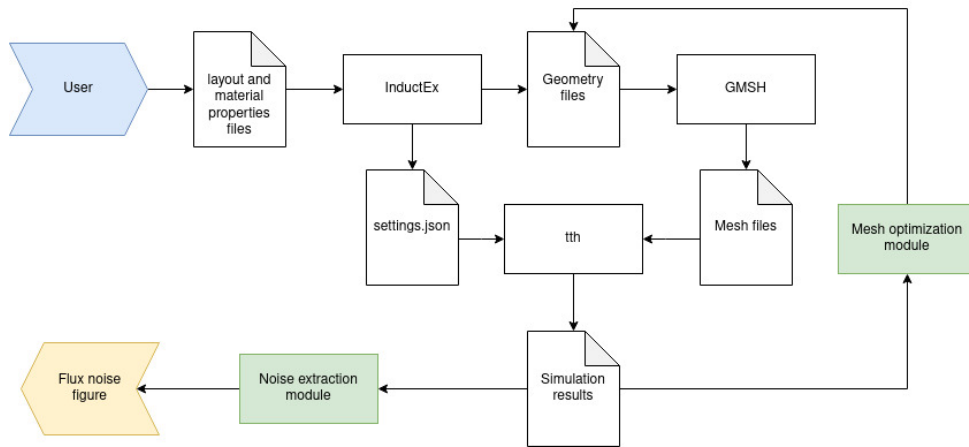 User
layout and
material
properties
files
InductEx
Geometry
files
GMSH
settings.json
tth
Mesh files
Mesh optimization
module
Flux noise
figure
Noise extraction
module
Simulation
results